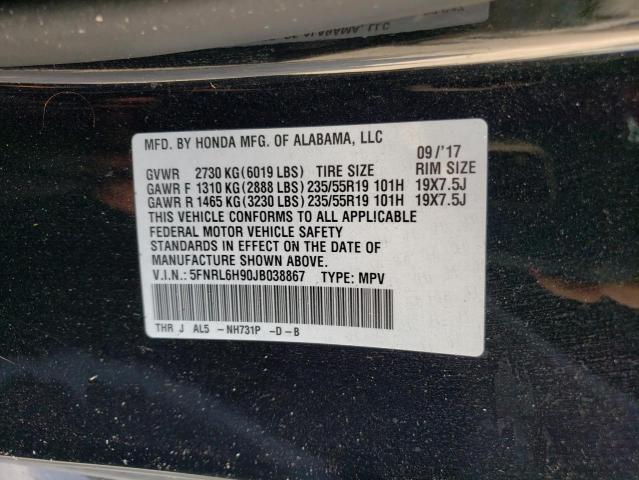 OF ALABAMA, LLC
MFD. BY HONDA MFG. OF ALABAMA, LLC 09/'17
GVWR 2730 KG(6019 LBS) TIRE SIZE RIM SIZE
GAWR F 1310 KG(2888 LBS) 235/55R19 101H 19X7.5J
GAWR R 1465 KG(3230 LBS) 235/55R19 101H 19X7.5J
THIS VEHICLE CONFORMS TO ALL APPLICABLE
FEDERAL MOTOR VEHICLE SAFETY
STANDARDS IN EFFECT ON THE DATE OF
MANUFACTURE SHOWN ABOVE.
V.I.N.: 5FNRL6H90JB038867 TYPE: MPV
THR J AL5 - NH731P -D-B